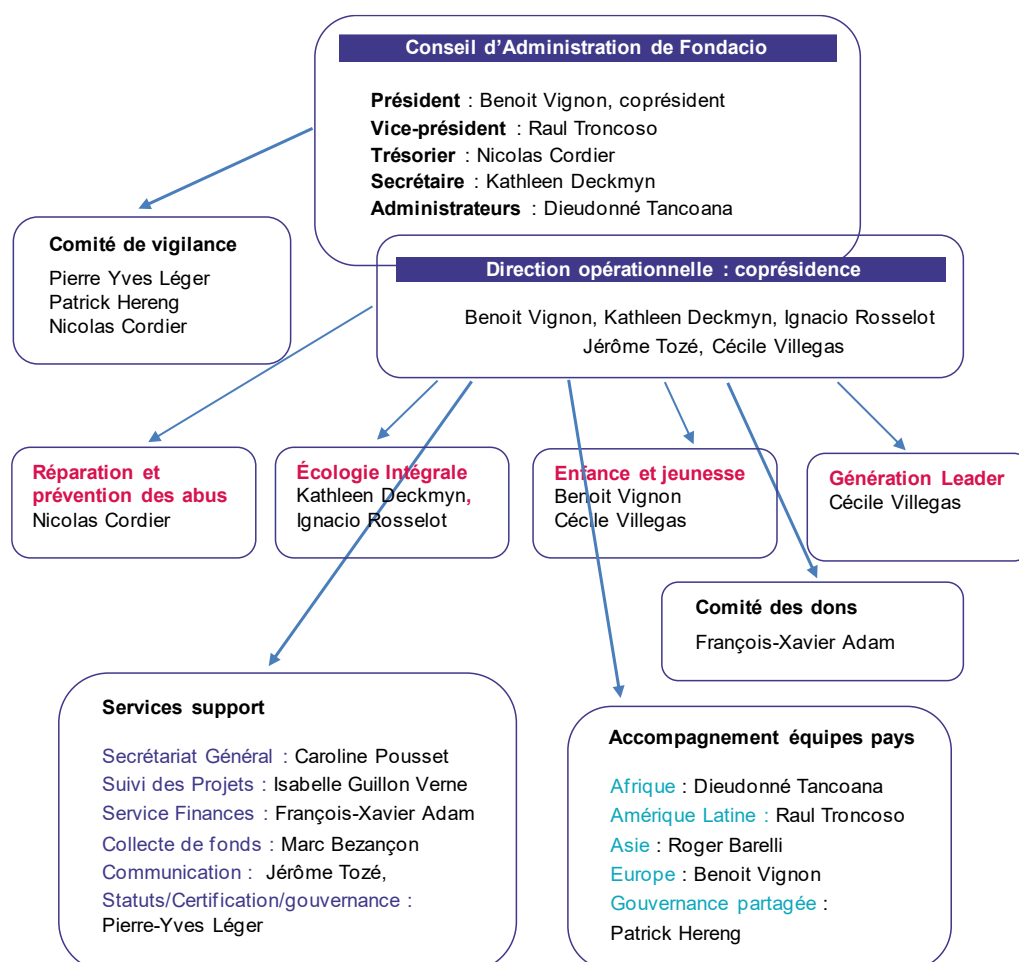 Conseil d’Administration de Fondacio
Président : Benoit Vignon, coprésident
Vice-président : Raul Troncoso
Trésorier : Nicolas Cordier
Secrétaire : Kathleen Deckmyn
Administrateurs : Dieudonné Tancoana
Comité de vigilance
Pierre Yves Léger
Patrick Hereng
Nicolas Cordier
Direction opérationnelle : coprésidence
Benoit Vignon, Kathleen Deckmyn, Ignacio Rosselot
Jérôme Tozé, Cécile Villegas
Réparation et
prévention des abus
Nicolas Cordier
Écologie Intégrale
Kathleen Deckmyn,
Ignacio Rosselot
Enfance et jeunesse
Benoit Vignon
Cécile Villegas
Génération Leader
Cécile Villegas
Comité des dons
François-Xavier Adam
Services support
Secrétariat Général : Caroline Pousset
Suivi des Projets : Isabelle Guillon Verne
Service Finances : François-Xavier Adam
Collecte de fonds : Marc Bezançon
Communication : Jérôme Tozé,
Statuts/Certification/gouvernance :
Pierre-Yves Léger
Accompagnement équipes pays
Afrique : Dieudonné Tancoana
Amérique Latine : Raul Troncoso
Asie : Roger Barelli
Europe : Benoit Vignon
Gouvernance partagée :
Patrick Hereng